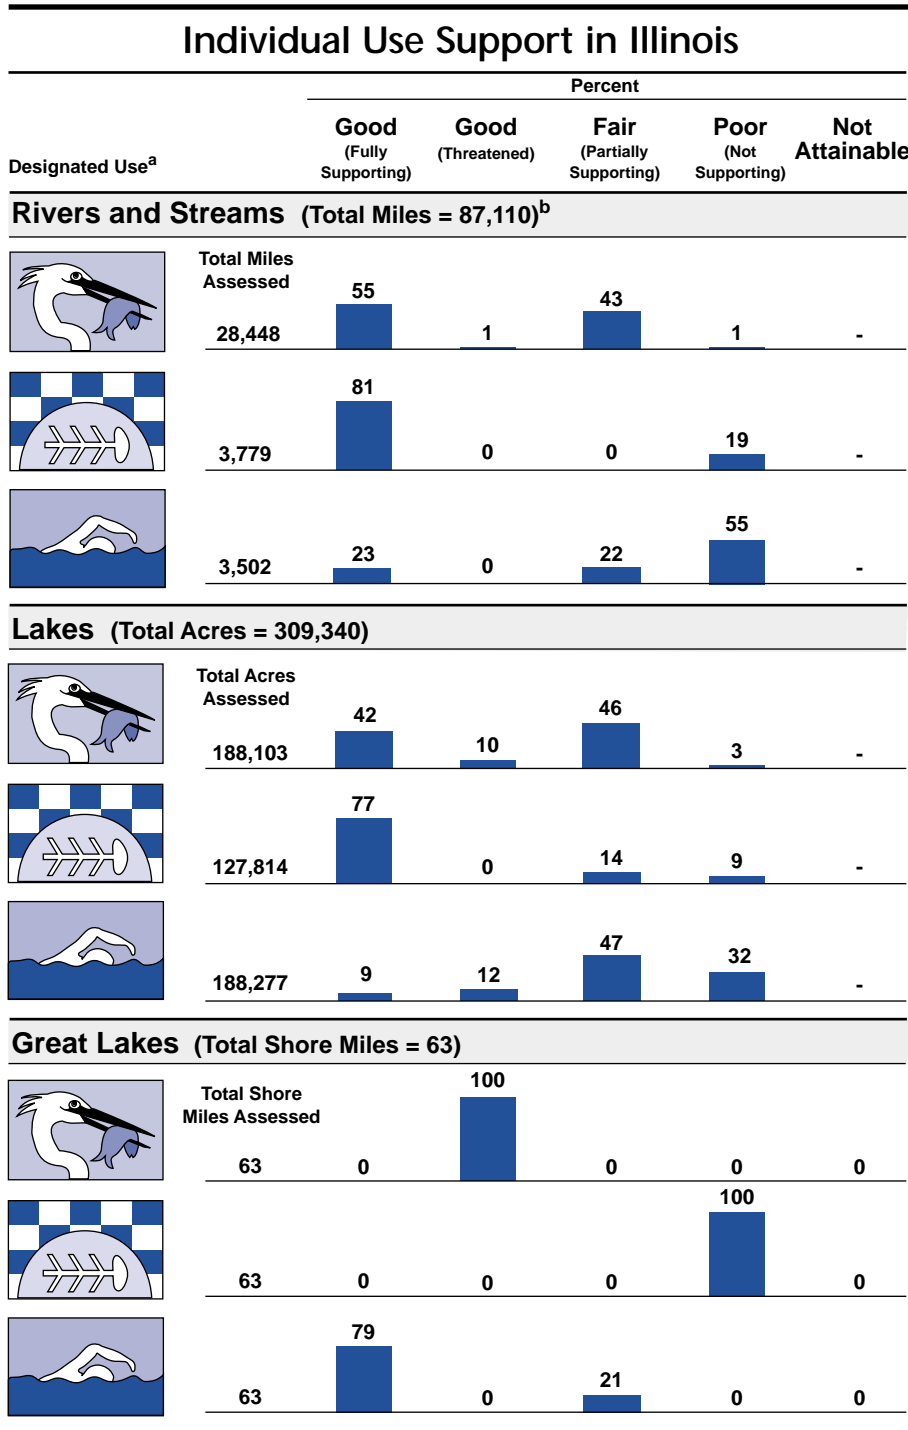 Individual Use Support in Illinois
Percent
Designated Useᵃ
Good (Fully Supporting)
Good (Threatened)
Fair (Partially Supporting)
Poor (Not Supporting)
Not Attainable
Rivers and Streams (Total Miles = 87,110)ᵇ
Total Miles Assessed
28,448 55 1 43 1 -
3,779 81 0 0 19 -
3,502 23 0 22 55 -
Lakes (Total Acres = 309,340)
Total Acres Assessed
188,103 42 10 46 3 -
127,814 77 0 14 9 -
188,277 9 12 47 32 -
Great Lakes (Total Shore Miles = 63)
Total Shore Miles Assessed
63 0 100 0 0 0
63 0 0 0 100 0
63 79 0 21 0 0